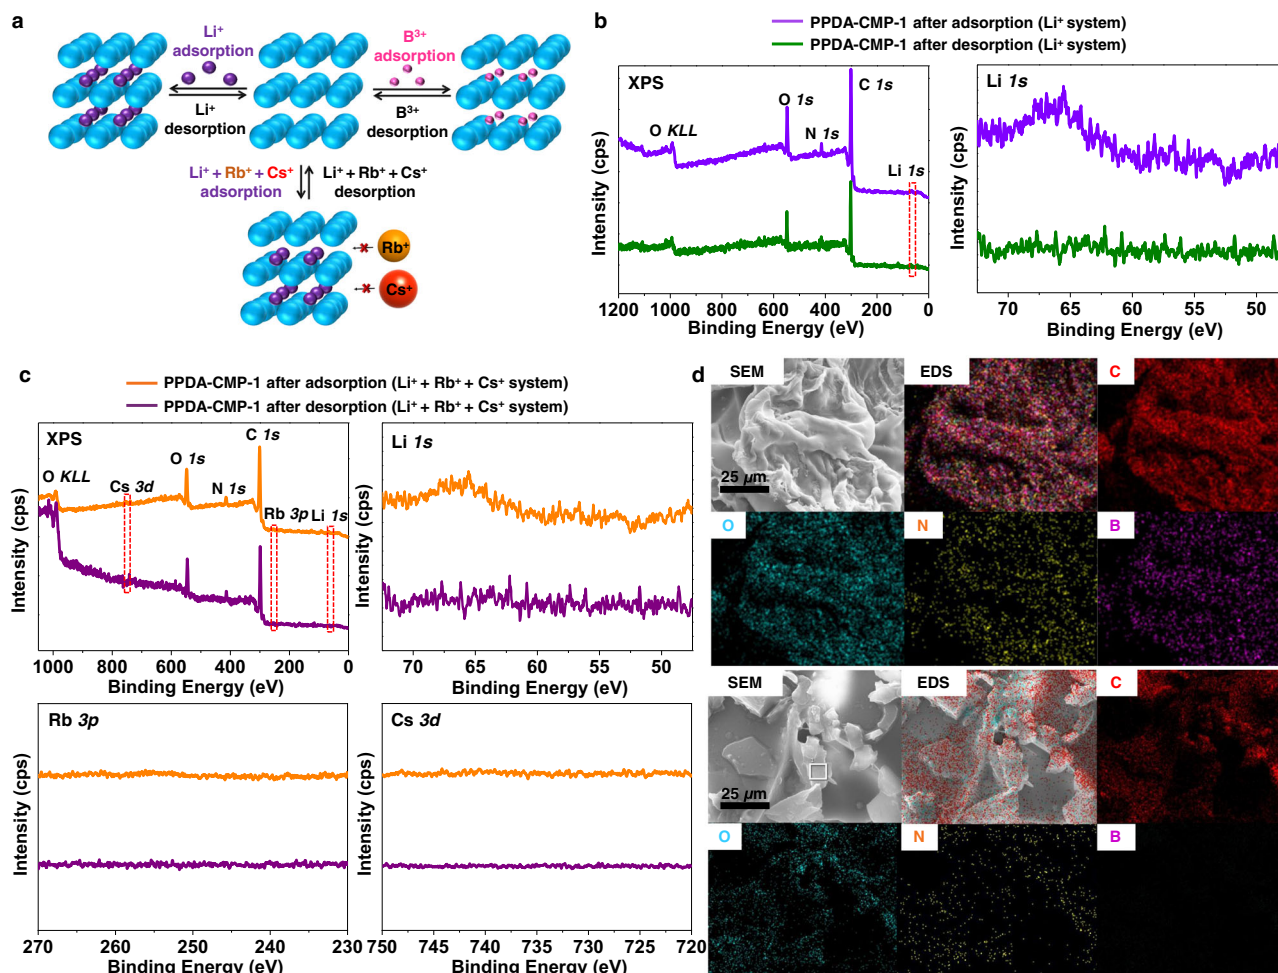 a
Li⁺
adsorption
Li⁺
desorption
B³⁺
adsorption
B³⁺
desorption
Li⁺ + Rb⁺ + Cs⁺
adsorption
Li⁺ + Rb⁺ + Cs⁺
desorption
Rb⁺
Cs⁺
b
PPDA-CMP-1 after adsorption (Li⁺ system)
PPDA-CMP-1 after desorption (Li⁺ system)
XPS
C 1s
O 1s
N 1s
O KLL
Li 1s
Intensity (cps)
1200 1000 800 600 400 200 0
Binding Energy (eV)
Li 1s
Intensity (cps)
70 65 60 55 50
Binding Energy (eV)
c
PPDA-CMP-1 after adsorption (Li⁺ + Rb⁺ + Cs⁺ system)
PPDA-CMP-1 after desorption (Li⁺ + Rb⁺ + Cs⁺ system)
XPS
C 1s
O 1s
O KLL
Cs 3d
N 1s
Rb 3p
Li 1s
Intensity (cps)
1000 800 600 400 200 0
Binding Energy (eV)
Li 1s
Intensity (cps)
70 65 60 55 50
Binding Energy (eV)
Rb 3p
Intensity (cps)
270 260 250 240 230
Binding Energy (eV)
Cs 3d
Intensity (cps)
750 745 740 735 730 725 720
Binding Energy (eV)
d
SEM
EDS
C
25 µm
O
N
B
SEM
EDS
C
25 µm
O
N
B